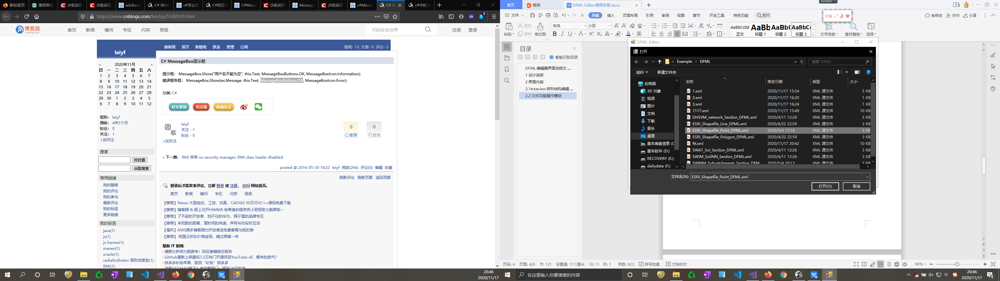 新标签页 南京师范 (9条消息 (9条消息 winform C# WinF c#怎么使 C#自定义 C#Mess (9条消息 Message (9条消息 c#Messa C# M c#中的 M
https://www.cnblogs.com/leiyf/p/5542910.html
博客园 首页 新闻 博问 专区 闪存 班级 代码改变世界 注册 登录
cnblogs.com
leiyf
博客园 首页 新随笔 联系 管理 订阅 随笔- 13 文章- 0 评论- 3
< 2020年11月 >
日 一 二 三 四 五 六
1 2 3 4 5 6 7
8 9 10 11 12 13 14
15 16 17 18 19 20 21
22 23 24 25 26 27 28
29 30 1 2 3 4 5
6 7 8 9 10 11 12
昵称： leiyf
园龄： 4年5个月
粉丝： 0
关注： 1
+加关注
搜索
找找看
谷歌搜索
常用链接
我的随笔
我的评论
我的参与
最新评论
我的标签
更多链接
我的标签
java(1)
js(1)
js frames(1)
maven(1)
oracle(1)
radialIndicator 圆形进度条(1)
RMI(1)
C# MessageBox提示框
提示框： MessageBox.Show("用户名不能为空", this.Text, MessageBoxButtons.OK, MessageBoxIcon.Information);
错误警告框： MessageBox.Show(ex.Message, this.Text, MessageBoxButtons.OK, MessageBoxIcon.Error);
分类: C#
好文要顶 关注我 收藏该文
leiyf
关注 - 1
粉丝 - 0
+加关注
0 0
推荐 反对
» 下一篇： RMI 异常 no security manager: RMI class loader disabled
posted @ 2016-05-30 16:22 leiyf 阅读(266) 评论(0) 编辑 收藏
刷新评论 刷新页面 返回顶部
登录后才能发表评论，立即 登录 或 注册， 访问 网站首页。
首页 新闻 博问 专区 闪存 班级
【推荐】News: 大型组态、工控、仿真、CADGIS 50万行VC++源码免费下载
【推荐】博客园 & 陌上花开HIMMR 给单身的程序员小哥哥助力脱单啦～
【推荐】了不起的开发者，挡不住的华为，园子里的品牌专区
【推荐】未知数的距离，毫秒间的传递，声网与你实时互动
【福利】AWS携手博客园为开发者送免费套餐与抵扣券
【推荐】 阿里云折扣价格返场，错过再等一年
最新 IT 新闻:
· 德银分析师力挺蔚来！回应香橼做空报告
· GitHub重新上架星标7.2万热门开源项目YouTube-dl，哪来的底气？
· 拼多多补贴苹果，股民“补贴”拼多多
20:46
2020/11/17
首页 稻壳 DFML Editor使用手册.docx
文件 开始 插入 页面布局 引用 审阅 视图 章节 开发工具 特色功能 查找 有修改 协作 分享
粘贴 剪切 复制 格式刷 宋体 小四
AaBbCcDd AaBb AaBb( AaBbC
正文 标题 1 标题 2 标题 3 文字排版 查找替换 选择
CN
目录
智能识别目录
DFML 编辑器界面说明文 ...
1 设计说明
2 界面内容
2.1treeview 树形结构编辑 ...
2.2 文件功能操作模块
DFML Editor
打开
Example DFML 搜索"DFML"
组织 新建文件夹
此电脑
3D 对象
视频
图片
文档
下载
音乐
桌面
基本装盘信息 (C
基本软件 (D:)
RECOVERY (E:)
dailydata (F:)
名称 修改日期 类型 大小
1.xml 2020/11/17 15:54 XML 源文件 5 KB
2.xml 2020/11/17 16:20 XML 源文件 1 KB
3.xml 2020/11/17 16:24 XML 源文件 1 KB
1117.xml 2020/11/17 15:49 XML 源文件 10 KB
DHSVM_network_Section_DFML.xml 2020/4/11 12:26 XML 源文件 3 KB
ESRI_Shapefile_Line_DFML.xml 2020/4/22 22:59 XML 源文件 3 KB
ESRI_Shapefile_Point_DFML.xml 2020/5/4 17:16 XML 源文件 3 KB
ESRI_Shapefile_Polygon_DFML.xml 2020/4/22 22:59 XML 源文件 3 KB
ftt.xml 2020/11/17 20:42 XML 源文件 10 KB
SWAT_Sol_Section_DFML.xml 2020/4/11 12:26 XML 源文件 3 KB
SWIM_SoilNN_Section_DFML.xml 2020/4/11 12:26 XML 源文件 3 KB
SWMM_Subcatchments_Section_DFM 2020/5/4 20:13 XML 源文件 3 KB
文件名(N): ESRI_Shapefile_Point_DFML.xml
打开(O) 取消
页码: 4 页面: 4/6 节: 1/1 设置值: 17.1厘米 行: 11 列: 1 字数: 923 拼写检查 文档校对 96%
在这里输入你要搜索的内容
中
20:46
2020/11/17